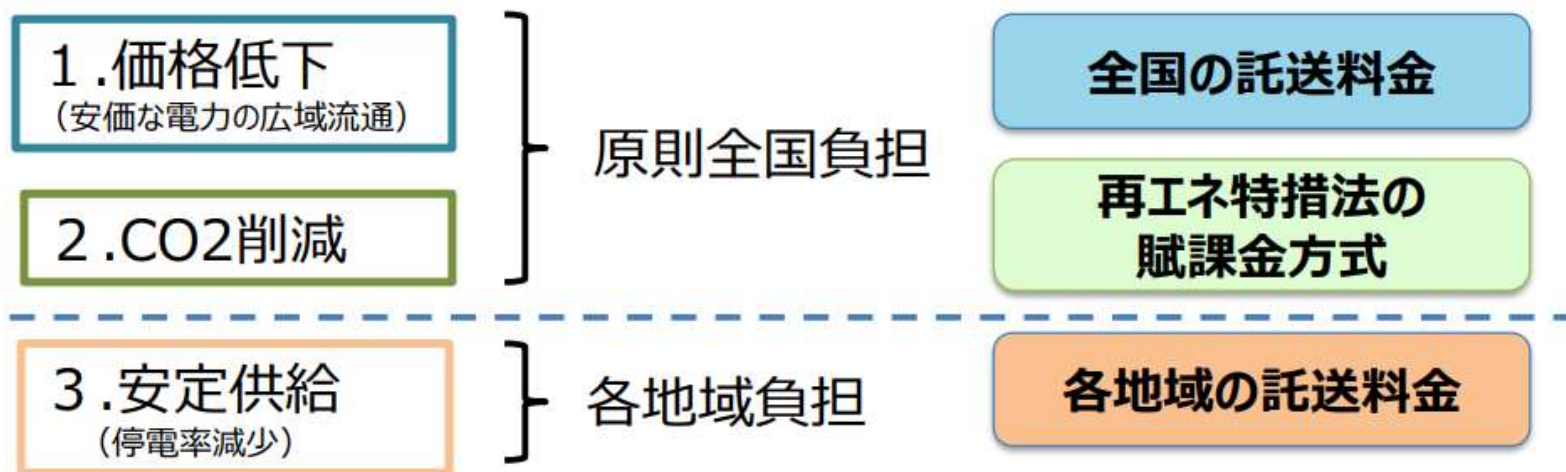 １.価格低下
（安価な電力の広域流通）
２.CO2削減
原則全国負担
全国の託送料金
再エネ特措法の
賦課金方式
３.安定供給
（停電率減少）
各地域負担
各地域の託送料金